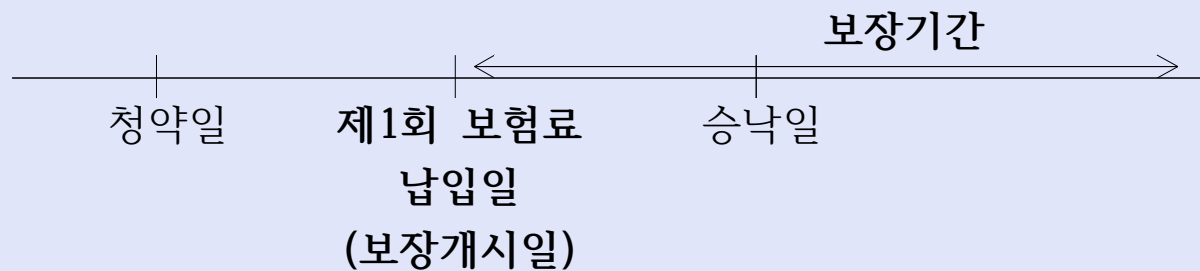 보장기간
청약일
제1회 보험료
납입일
(보장개시일)
승낙일